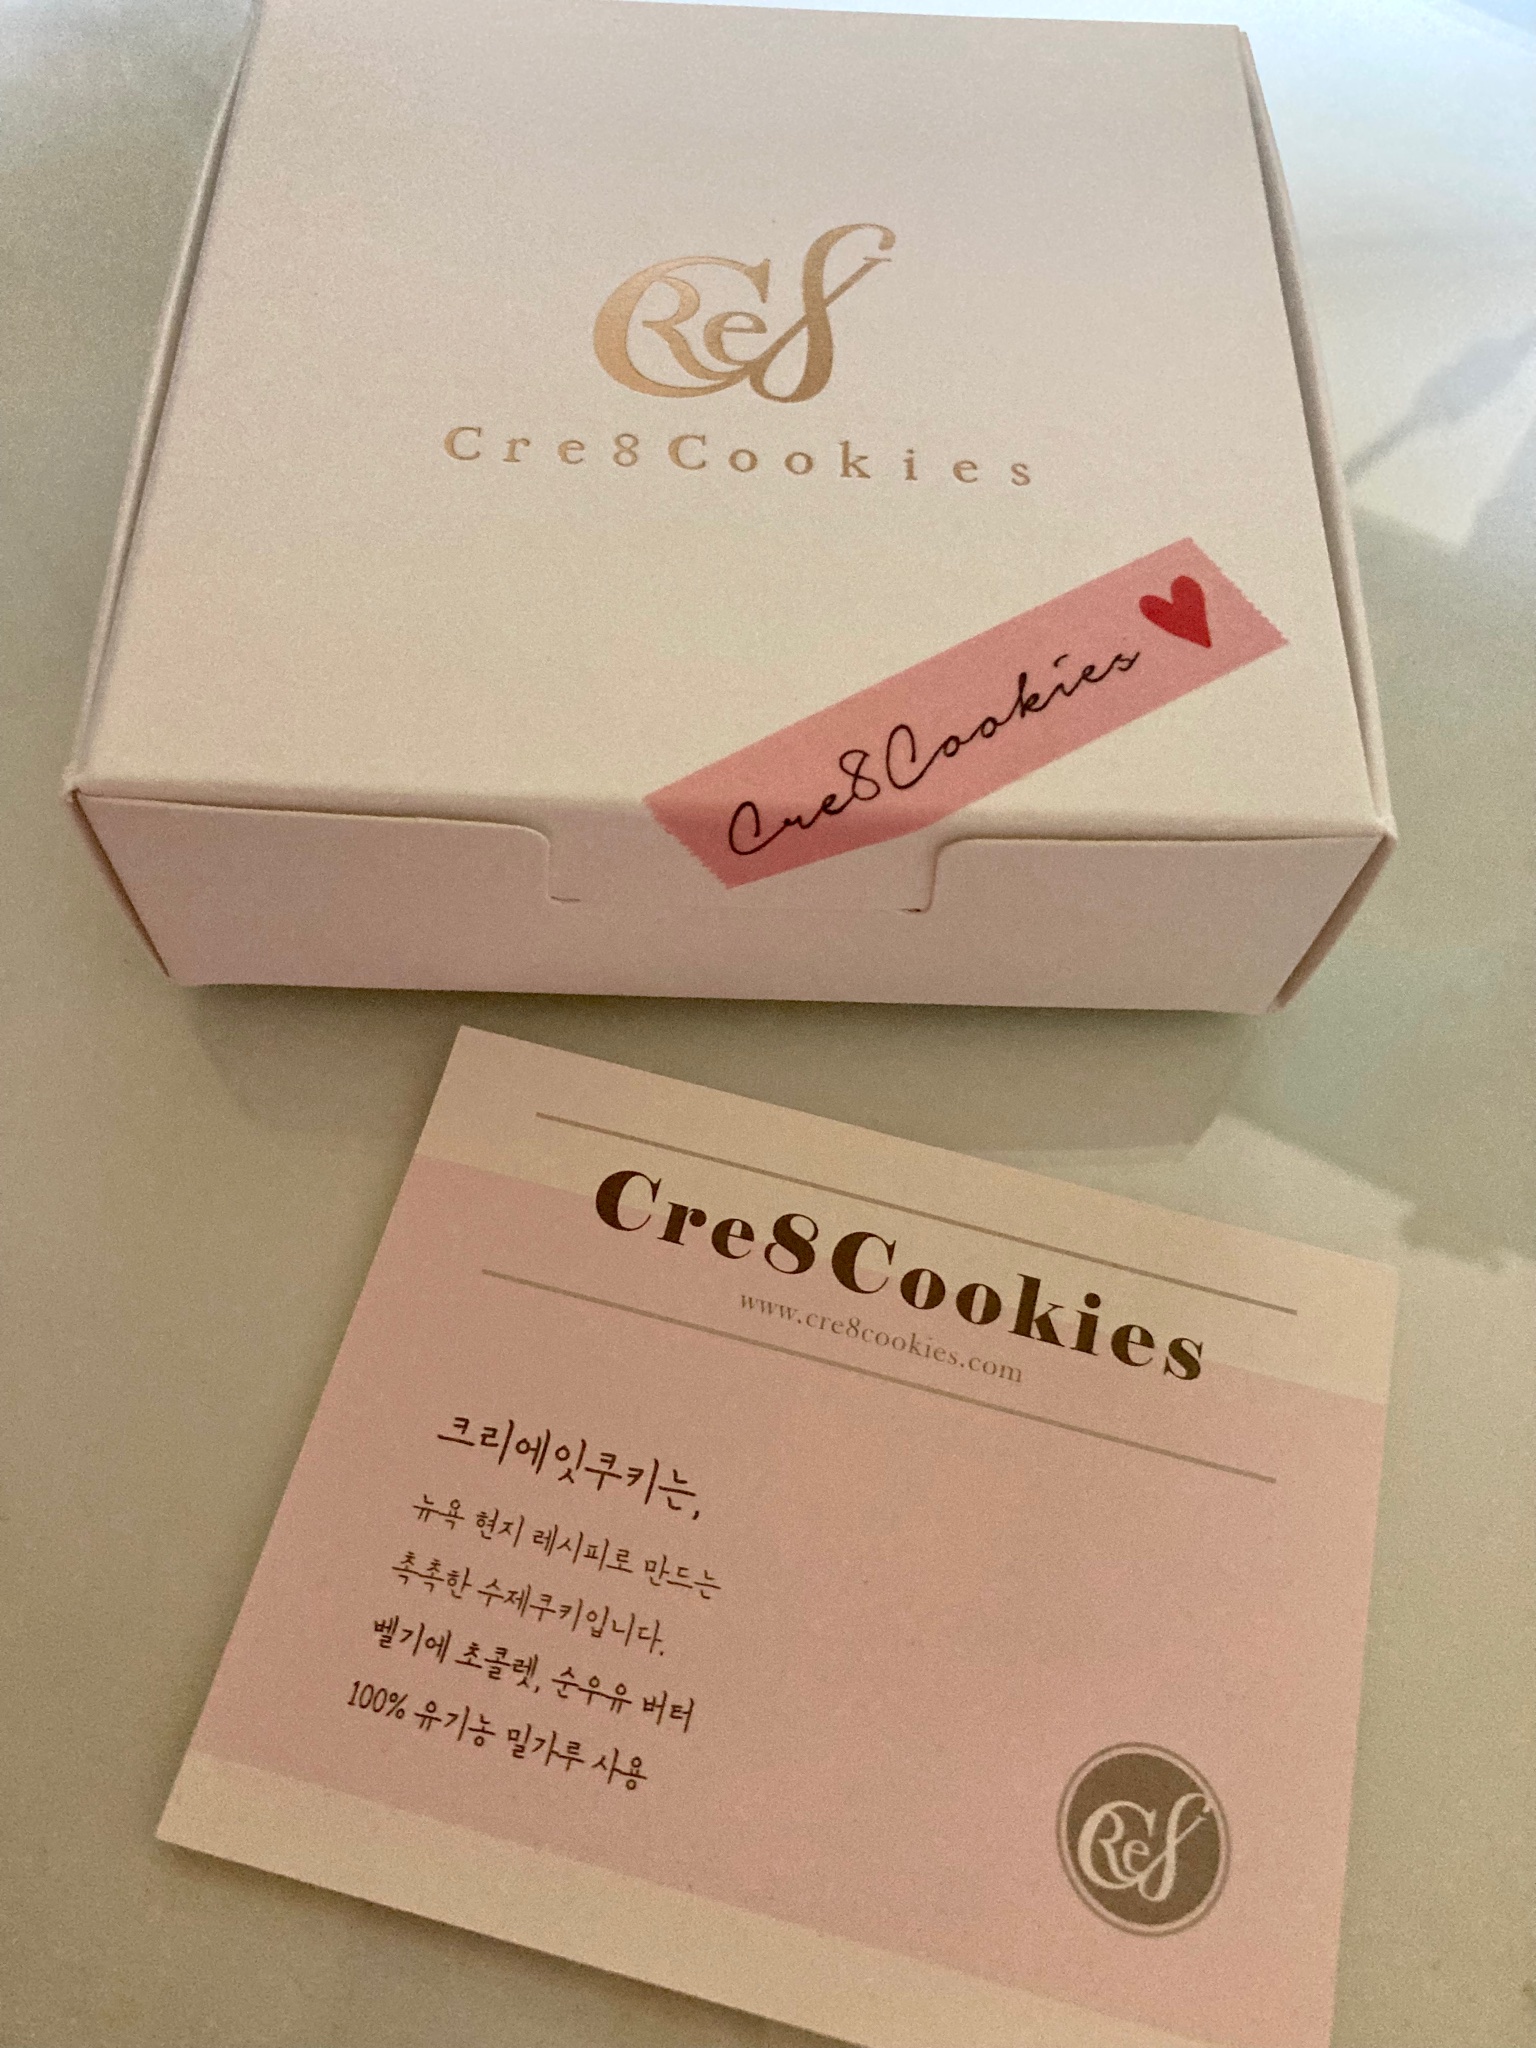 Cre8
Cre8Cookies
Cre8Cookies
Cre8Cookies
www.cre8cookies.com
크리에잇쿠키는,
뉴욕 현지 레시피로 만드는
촉촉한 수제쿠키입니다.
벨기에 초콜렛, 순우유 버터
100% 유기농 밀가루 사용
Cre8